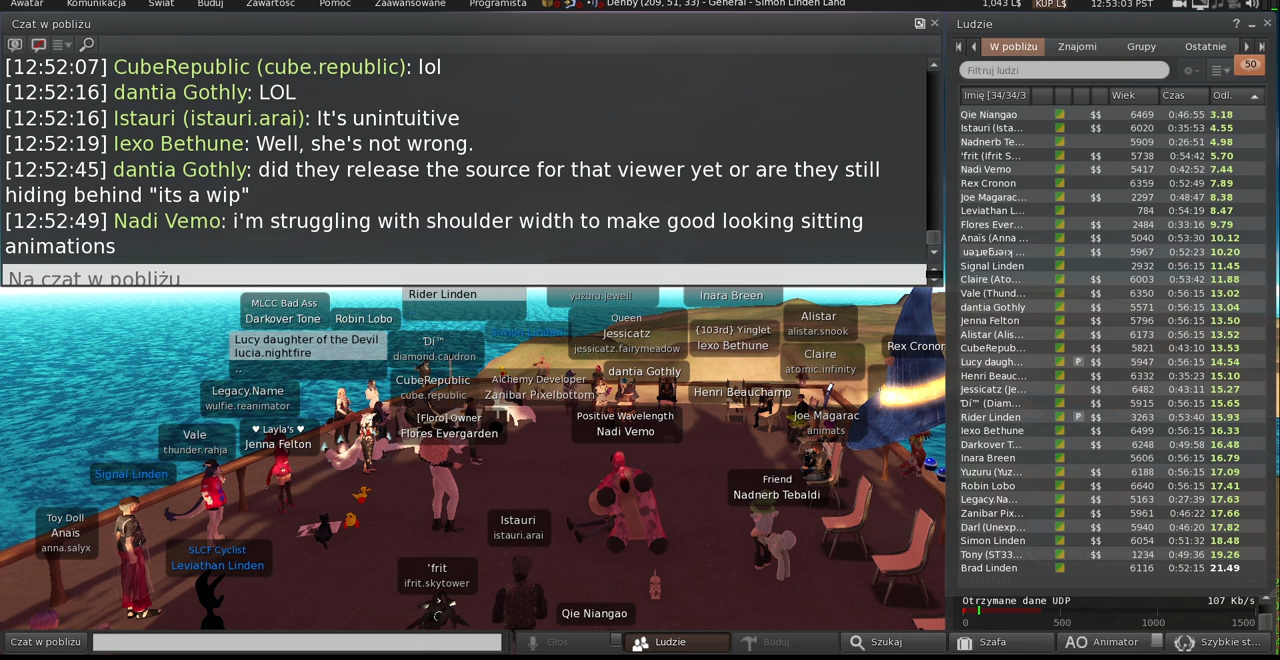 Awatar Komunikacja Świat Buduj Zawartość Pomoc Zaawansowane Programista Denby (209, 51, 33) - General - Simon Linden Land 1,043 L$ KUP L$ 12:53:03 PST
Czat w pobliżu
[12:52:07] CubeRepublic (cube.republic): lol
[12:52:16] dantia Gothly: LOL
[12:52:16] Istauri (istauri.arai): It's unintuitive
[12:52:19] Iexo Bethune: Well, she's not wrong.
[12:52:45] dantia Gothly: did they release the source for that viewer yet or are they still
hiding behind "its a wip"
[12:52:49] Nadi Vemo: i'm struggling with shoulder width to make good looking sitting
animations
Na czat w pobliżu
MLCC Bad Ass
Darkover Tone
Robin Lobo
Rider Linden
yuzuru.jewell
Inara Breen
Simon Linden
Lucy daughter of the Devil
lucia.nightfire
..
Ɗí™
diamond.caudron
Queen
Jessicatz
jessicatz.fairymeadow
{103rd} Yinglet
Iexo Bethune
Alistar
alistar.snook
Rex Cronor
Claire
atomic.infinity
Legacy.Name
wulfie.reanimator
CubeRepublic
cube.republic
Alchemy Developer
Zanibar Pixelbottom
dantia Gothly
Henri Beauchamp
[Floro] Owner
Flores Evergarden
Positive Wavelength
Nadi Vemo
Joe Magarac
animats
Vale
thunder.rahja
♥ Layla's ♥
Jenna Felton
Signal Linden
Friend
Nadnerb Tebaldi
Toy Doll
Anaïs
anna.salyx
Istauri
istauri.arai
SLCF Cyclist
Leviathan Linden
'frit
ifrit.skytower
Qie Niangao
Czat w pobliżu Głos Ludzie Buduj Szukaj
Ludzie
W pobliżu Znajomi Grupy Ostatnie
Filtruj ludzi 50
Imię [34/34/3 Wiek Czas Odl.
Qie Niangao $$ 6469 0:46:55 3.18
Istauri (Ista... $$ 6020 0:35:53 4.55
Nadnerb Te... 5909 0:26:51 4.98
'frit (Ifrit S... $$ 5738 0:54:42 5.70
Nadi Vemo $$ 5417 0:42:52 7.44
Rex Cronon 6359 0:52:49 7.89
Joe Magarac... $$ 2297 0:48:47 8.38
Leviathan L... 784 0:54:19 8.47
Flores Ever... $$ 2484 0:33:16 9.79
Anaïs (Anna ... $$ 5040 0:53:30 10.12
$$ 5967 0:52:23 10.20
Signal Linden 2932 0:56:15 11.45
Claire (Ato... $$ 6003 0:53:42 11.88
Vale (Thund... $$ 6350 0:56:15 13.02
dantia Gothly $$ 5571 0:56:15 13.04
Jenna Felton $$ 5796 0:56:15 13.50
Alistar (Alis... $$ 6173 0:56:15 13.52
CubeRepub... $$ 5821 0:43:10 13.53
Lucy daugh... P $$ 5947 0:56:15 14.54
Henri Beauc... $$ 6332 0:35:23 15.10
Jessicatz (Je... $$ 6482 0:43:11 15.27
Ɗí™ (Diam... $$ 5915 0:56:15 15.65
Rider Linden P 3263 0:53:40 15.93
Iexo Bethune $$ 6499 0:56:15 16.33
Darkover T... $$ 6248 0:49:58 16.48
Inara Breen 5606 0:56:15 16.79
Yuzuru (Yuz... $$ 6188 0:56:15 17.09
Robin Lobo $$ 6640 0:56:15 17.41
Legacy.Na... $$ 5163 0:27:39 17.63
Zanibar Pix... $$ 5961 0:46:22 17.66
Darl (Unexp... $$ 5940 0:46:20 17.82
Simon Linden $$ 6054 0:51:32 18.48
Tony (ST33... $$ 1234 0:49:36 19.26
Brad Linden 6116 0:52:15 21.49
Otrzymane dane UDP 107 Kb/s
0 500 1000 1500
Szafa AO Animator Szybkie st...